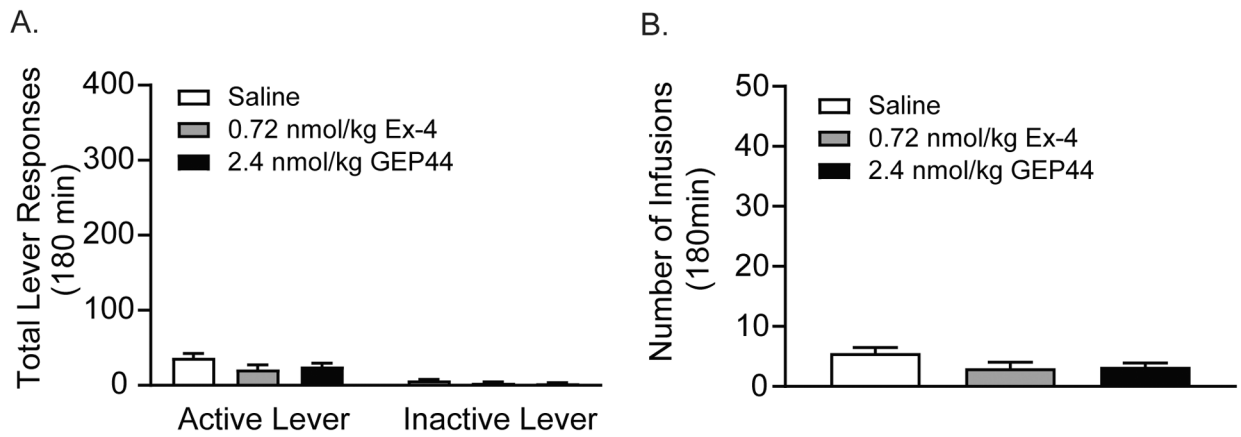 A.
Total Lever Responses
(180 min)
400
300
200
100
0
Saline
0.72 nmol/kg Ex-4
2.4 nmol/kg GEP44
Active Lever
Inactive Lever
B.
Number of Infusions
(180min)
50
40
30
20
10
0
Saline
0.72 nmol/kg Ex-4
2.4 nmol/kg GEP44